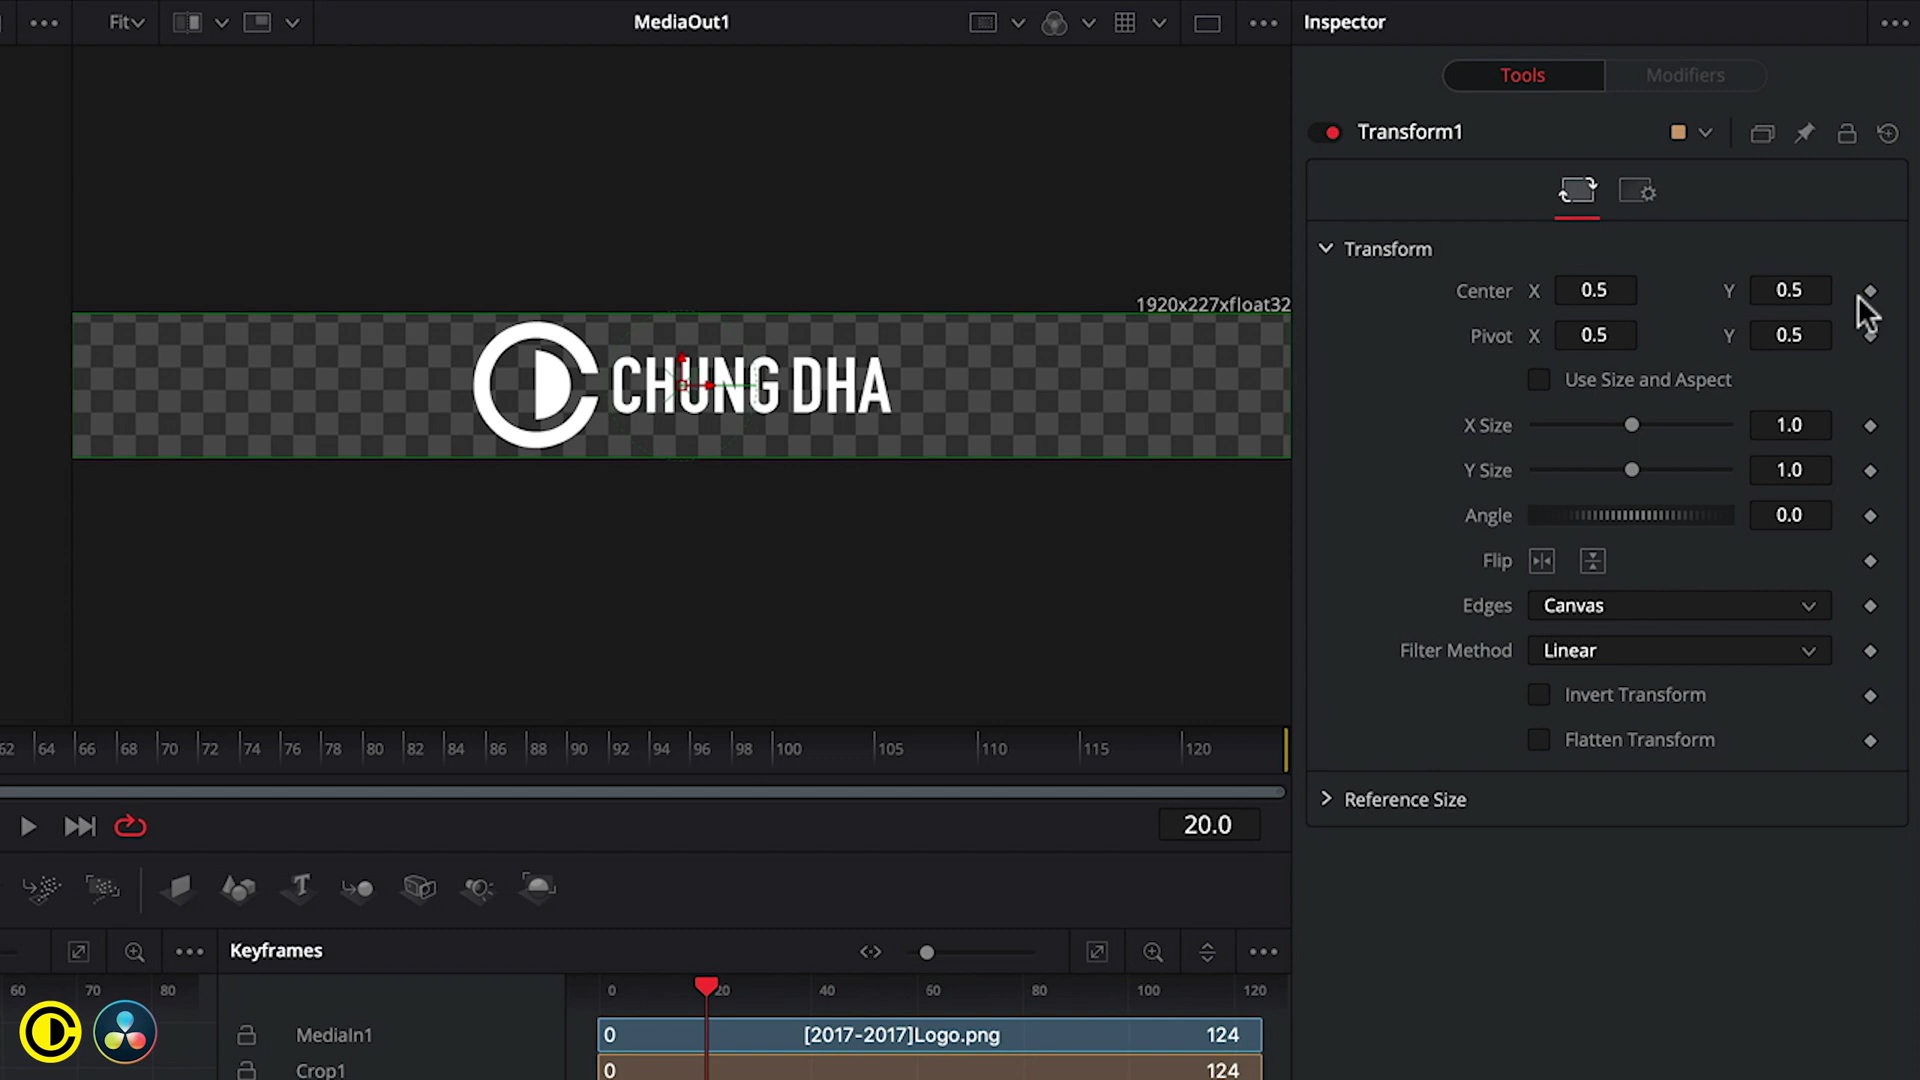 Fit
MediaOut1
Inspector
Tools
Modifiers
Transform1
Transform
Center X 0.5 Y 0.5
Pivot X 0.5 Y 0.5
Use Size and Aspect
X Size 1.0
Y Size 1.0
Angle 0.0
Flip
Edges Canvas
Filter Method Linear
Invert Transform
Flatten Transform
Reference Size
1920x227xfloat32
CHUNG DHA
62 64 66 68 70 72 74 76 78 80 82 84 86 88 90 92 94 96 98 100 105 110 115 120
20.0
T
Keyframes
60 70 80
0 20 40 60 80 100 120
MediaIn1
0 [2017-2017]Logo.png 124
Crop1
0 124